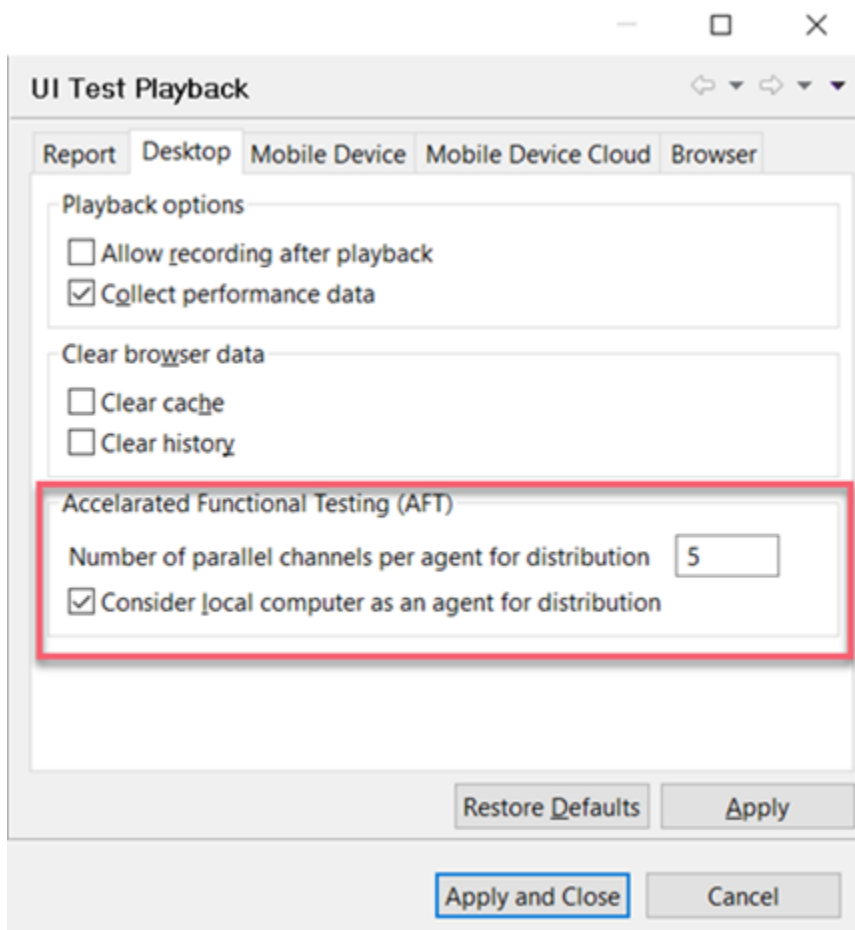 UI Test Playback
Report Desktop Mobile Device Mobile Device Cloud Browser
Playback options
Allow recording after playback
Collect performance data
Clear browser data
Clear cache
Clear history
Accelarated Functional Testing (AFT)
Number of parallel channels per agent for distribution 5
Consider local computer as an agent for distribution
Restore Defaults Apply
Apply and Close Cancel